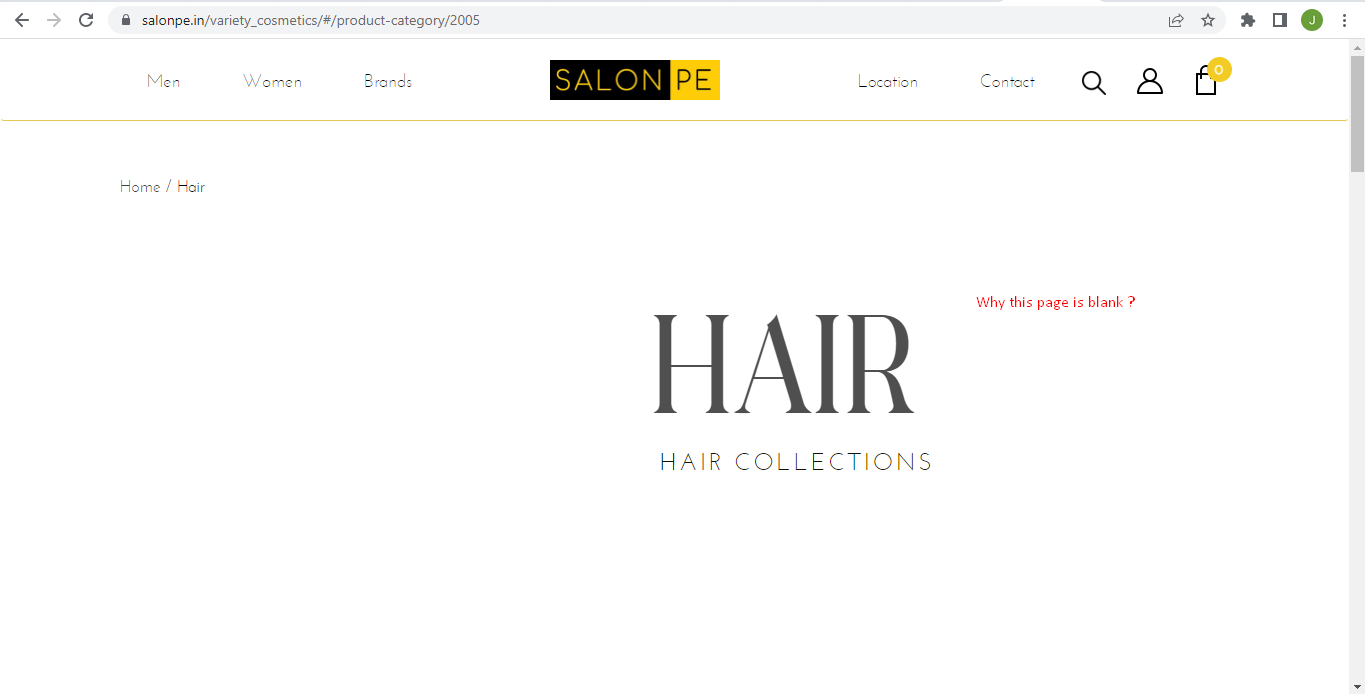 salonpe.in/variety_cosmetics/#/product-category/2005
J
Men Women Brands SALON PE Location Contact 0
Home / Hair
Why this page is blank ?
HAIR
HAIR COLLECTIONS